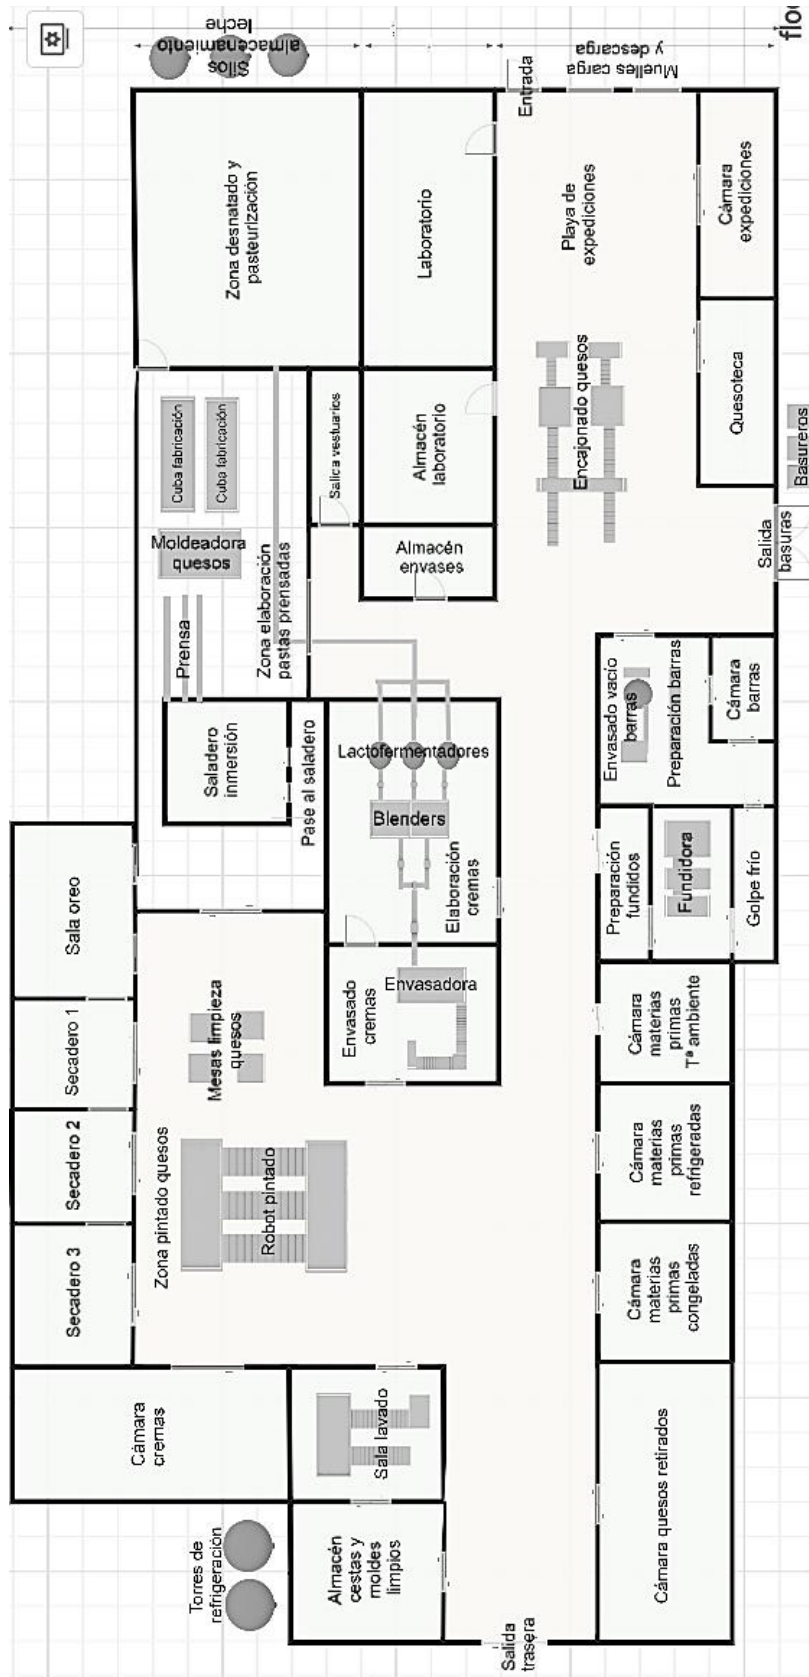 Silos
almacenamiento
leche
Muelles carga
y descarga
floo
Entrada
Zona desnatado y
pasteurización
Laboratorio
Playa de
expediciones
Cámara
expediciones
Cuba fabricación
Cuba fabricación
Salica vestuarios
Almacén
laboratorio
Encajonado quesos
Quesoteca
Basureros
Moldeadora
quesos
Almacén
envases
Salida
basuras
Prensa
Zona elaboración
pastas prensadas
Saladero
inmersión
Pase al saladero
Lactofermentadores
Blenders
Elaboración
cremas
Envasado vacío
barras
Preparación barras
Cámara
barras
Preparación
fundidos
Fundidora
Golpe frío
Sala oreo
Secadero 1
Secadero 2
Secadero 3
Mesas limpieza
quesos
Zona pintado quesos
Robot pintado
Envasado
cremas
Envasadora
Cámara
materias
primas
Tª ambiente
Cámara
materias
primas
refrigeradas
Cámara
materias
primas
congeladas
Cámara
cremas
Sala lavado
Cámara quesos retirados
Torres de
refrigeración
Almacén
cestas y
moldes
limpios
Salida
trasera